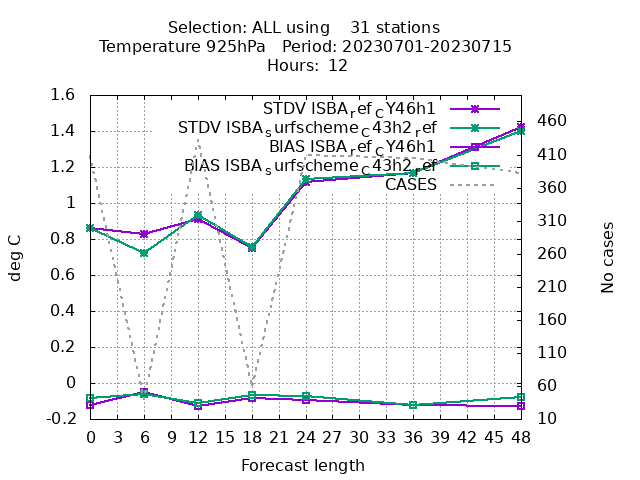 Selection: ALL using    31 stations
Temperature 925hPa   Period: 20230701-20230715
Hours: 12
STDV ISBA_ref_CY46h1
STDV ISBA_surfscheme_C43h2_ref
BIAS ISBA_ref_CY46h1
BIAS ISBA_surfscheme_C43h2_ref
CASES
1.6
1.4
1.2
1
0.8
0.6
0.4
0.2
0
-0.2
deg C
460
410
360
310
260
210
160
110
60
10
No cases
0 3 6 9 12 15 18 21 24 27 30 33 36 39 42 45 48
Forecast length